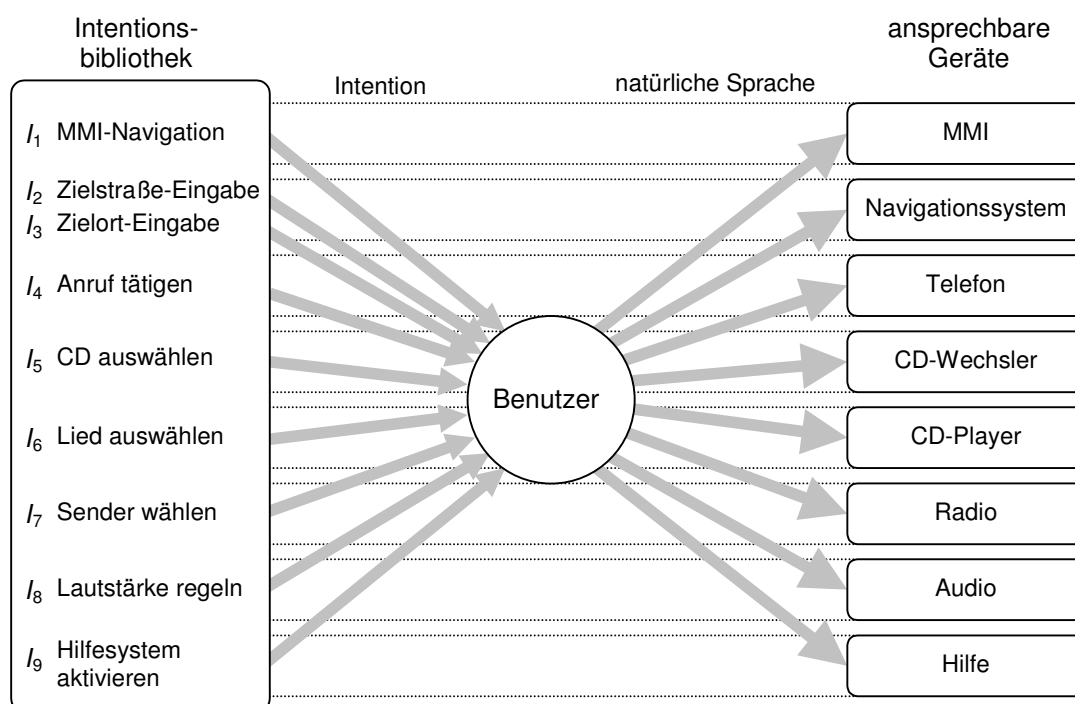 Intentions-
bibliothek
Intention
natürliche Sprache
ansprechbare
Geräte
I1 MMI-Navigation
I2 Zielstraße-Eingabe
I3 Zielort-Eingabe
I4 Anruf tätigen
I5 CD auswählen
I6 Lied auswählen
I7 Sender wählen
I8 Lautstärke regeln
I9 Hilfesystem
aktivieren
Benutzer
MMI
Navigationssystem
Telefon
CD-Wechsler
CD-Player
Radio
Audio
Hilfe